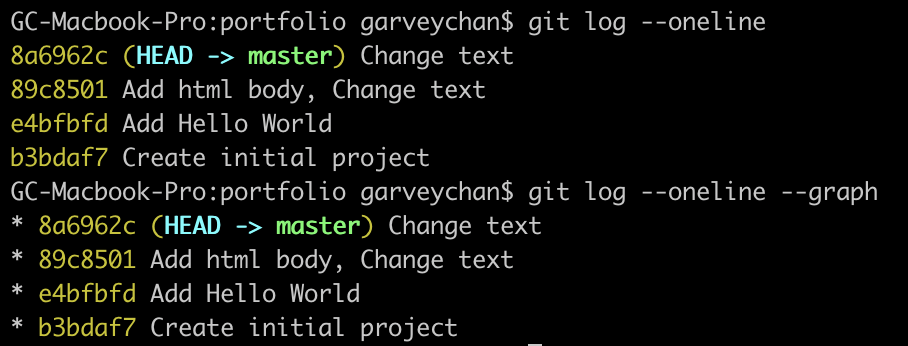 GC-Macbook-Pro:portfolio garveychan$ git log --oneline
8a6962c (HEAD -> master) Change text
89c8501 Add html body, Change text
e4bfbfd Add Hello World
b3bdaf7 Create initial project
GC-Macbook-Pro:portfolio garveychan$ git log --oneline --graph
* 8a6962c (HEAD -> master) Change text
* 89c8501 Add html body, Change text
* e4bfbfd Add Hello World
* b3bdaf7 Create initial project